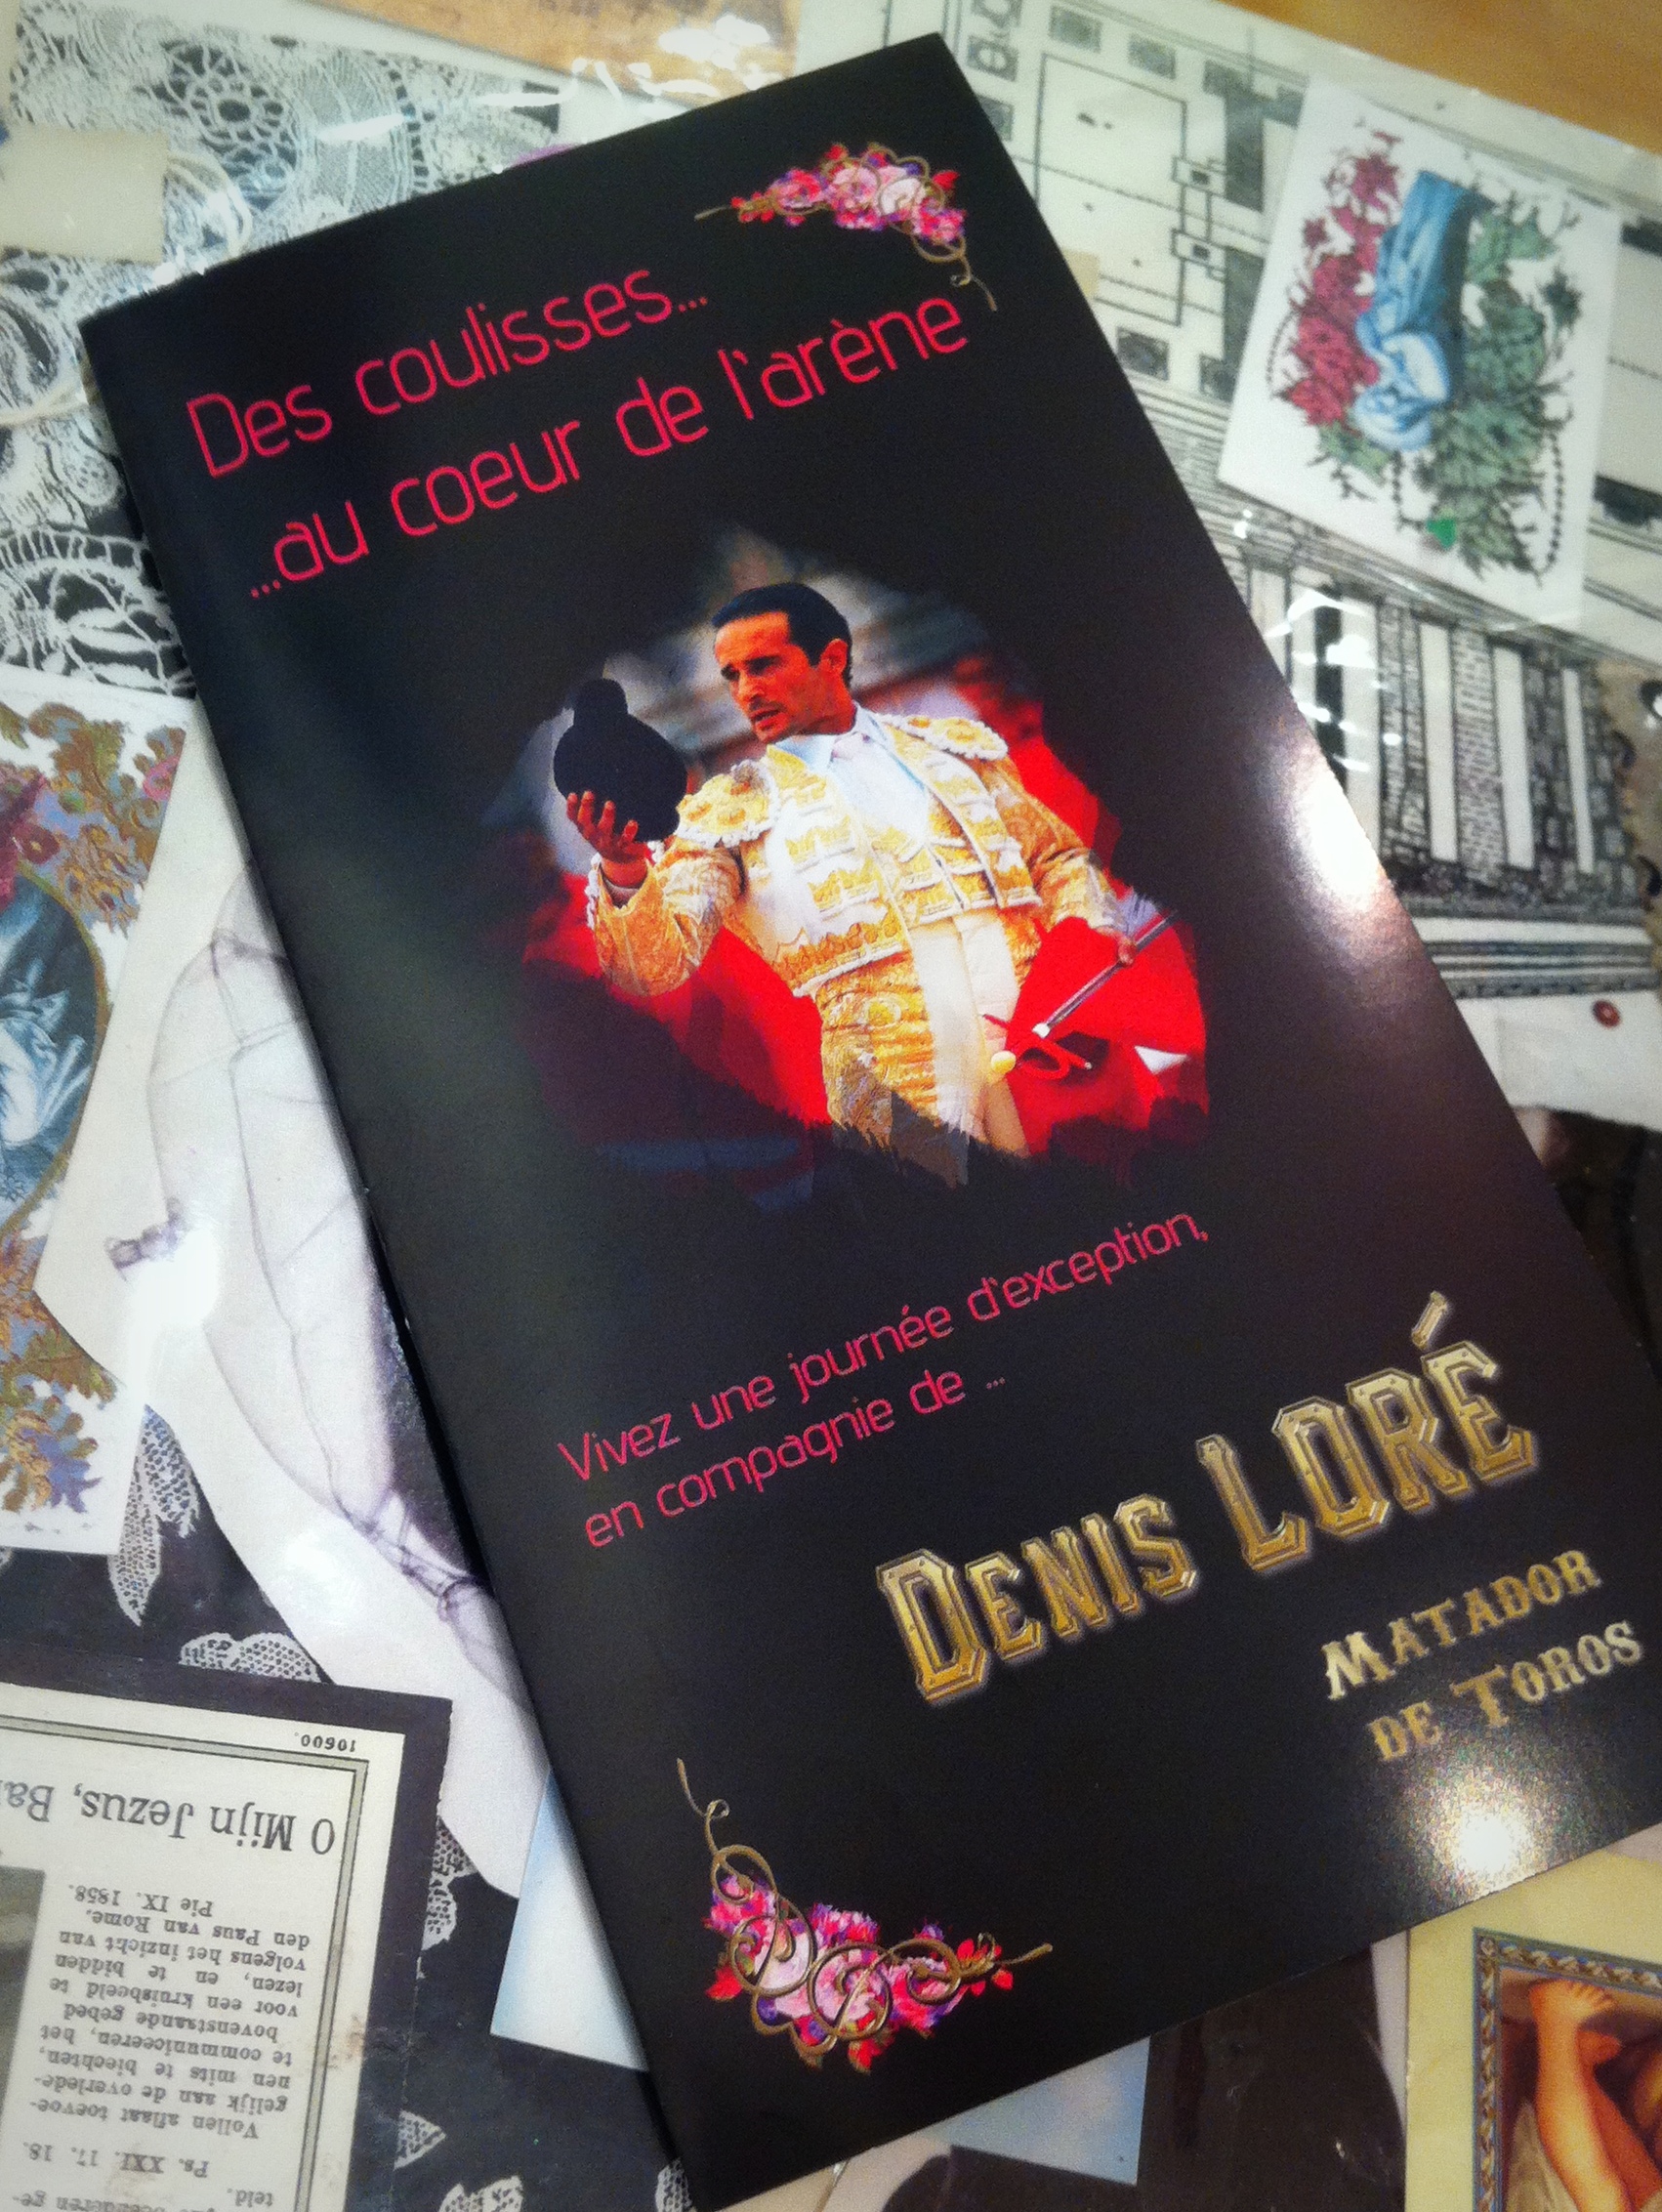 Des coulisses...
...au coeur de l'arène
Vivez une journée d'exception,
en compagnie de ...
DENIS LORÉ
MATADOR
DE TOROS
10600.
O Mijn Jezus, Ba
Pie IX. 1858.
den Paus van Rome,
volgens het inzicht van
lezen, en te bidden
voor een kruisbeeld te
bovenstaande gebed
te communiceeren, het
nen mits te biechten,
gelijk aan de overlede-
Vollen aflaat toevoe-
Ps. XXI. 17. 18.
teld.